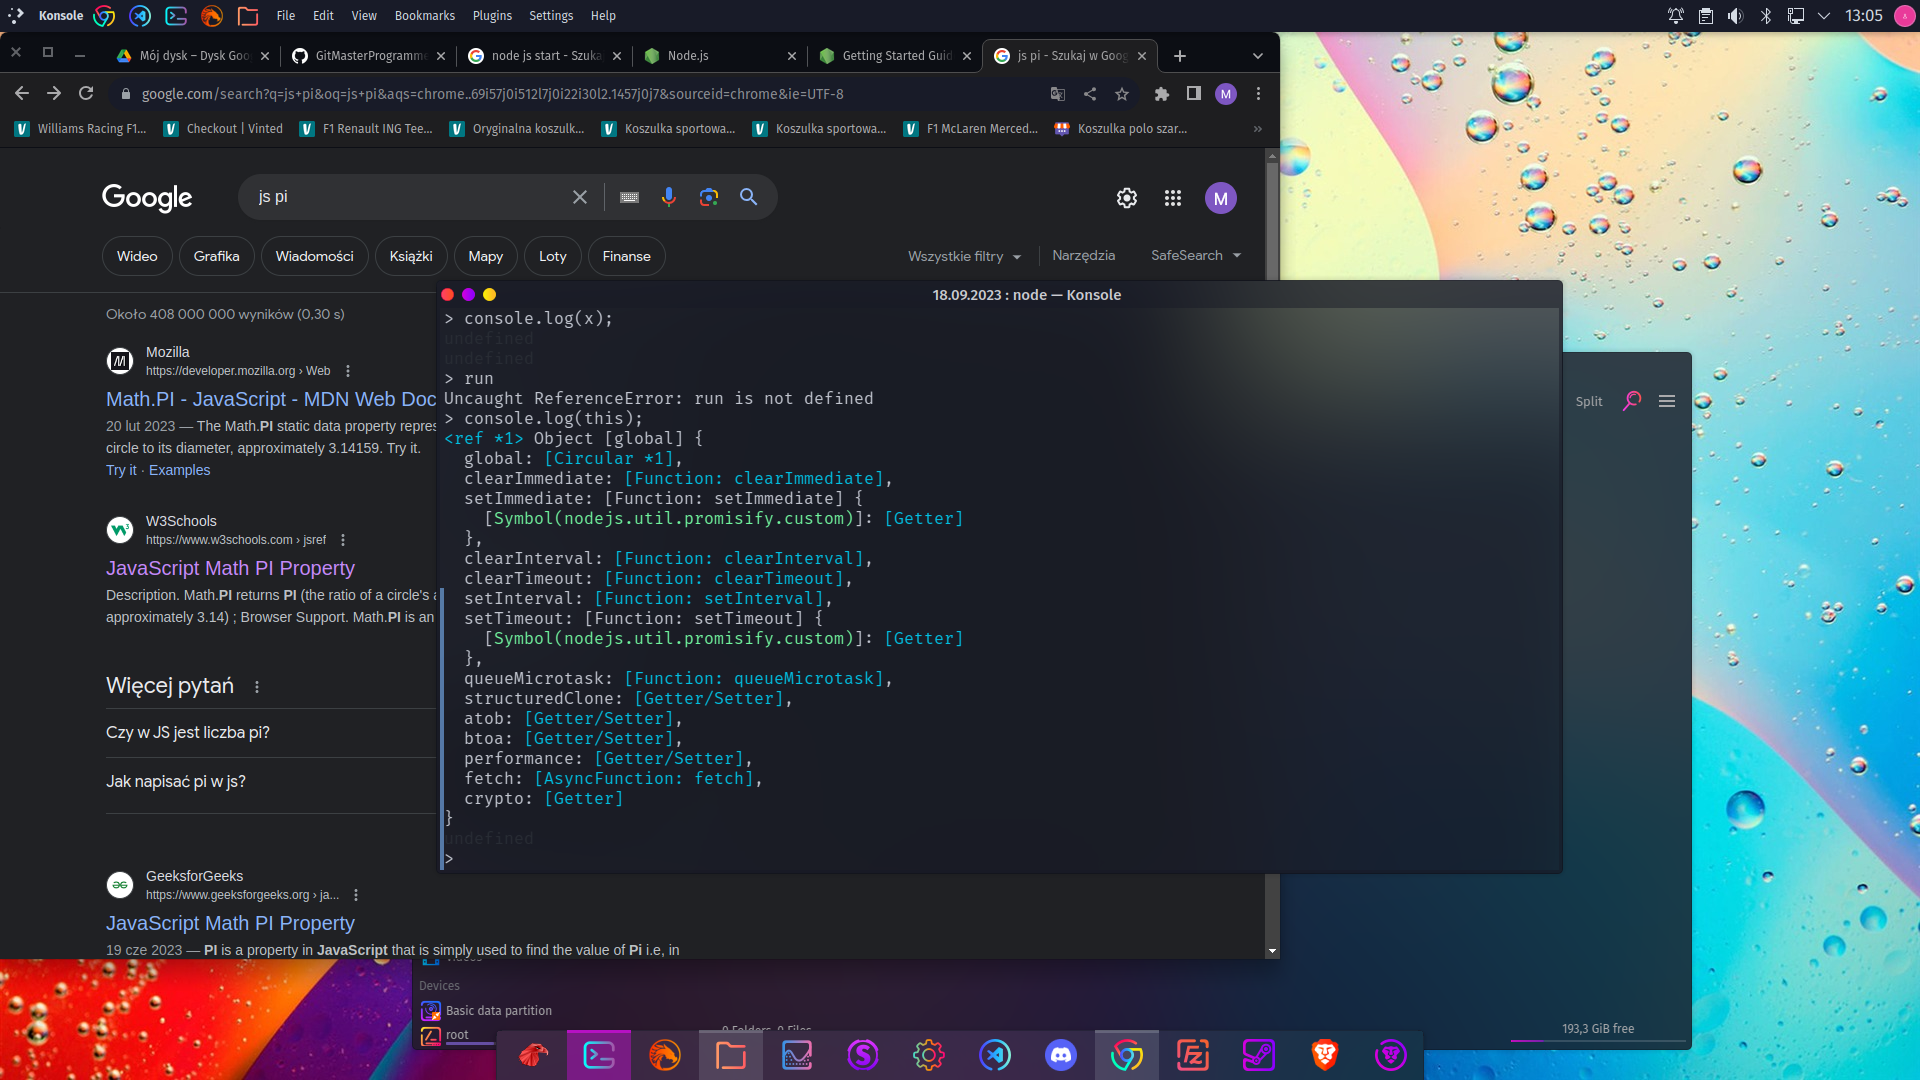 Konsole File Edit View Bookmarks Plugins Settings Help 13:05
Mój dysk – Dysk Goo GitMasterProgramme node js start - Szuka Node.js Getting Started Guid js pi - Szukaj w Goog
google.com/search?q=js+pi&oq=js+pi&aqs=chrome..69i57j0i512l7j0i22i30l2.1457j0j7&sourceid=chrome&ie=UTF-8 M
Williams Racing F1... Checkout | Vinted F1 Renault ING Tee... Oryginalna koszulk... Koszulka sportowa... Koszulka sportowa... F1 McLaren Merced... Koszulka polo szar... »
Google js pi M
Wideo Grafika Wiadomości Książki Mapy Loty Finanse Wszystkie filtry Narzędzia SafeSearch
Około 408 000 000 wyników (0,30 s)
Mozilla
https://developer.mozilla.org › Web
Math.PI - JavaScript - MDN Web Doc
20 lut 2023 — The Math.PI static data property repres
circle to its diameter, approximately 3.14159. Try it.
Try it · Examples
W3Schools
https://www.w3schools.com › jsref
JavaScript Math PI Property
Description. Math.PI returns PI (the ratio of a circle's a
approximately 3.14) ; Browser Support. Math.PI is an
Więcej pytań
Czy w JS jest liczba pi?
Jak napisać pi w js?
GeeksforGeeks
https://www.geeksforgeeks.org › ja...
JavaScript Math PI Property
19 cze 2023 — PI is a property in JavaScript that is simply used to find the value of Pi i.e, in
18.09.2023 : node — Konsole
> console.log(x);
undefined
undefined
> run
Uncaught ReferenceError: run is not defined
> console.log(this);
<ref *1> Object [global] {
global: [Circular *1],
clearImmediate: [Function: clearImmediate],
setImmediate: [Function: setImmediate] {
[Symbol(nodejs.util.promisify.custom)]: [Getter]
},
clearInterval: [Function: clearInterval],
clearTimeout: [Function: clearTimeout],
setInterval: [Function: setInterval],
setTimeout: [Function: setTimeout] {
[Symbol(nodejs.util.promisify.custom)]: [Getter]
},
queueMicrotask: [Function: queueMicrotask],
structuredClone: [Getter/Setter],
atob: [Getter/Setter],
btoa: [Getter/Setter],
performance: [Getter/Setter],
fetch: [AsyncFunction: fetch],
crypto: [Getter]
}
undefined
>
Split
Devices
Basic data partition
root
0 Folders, 0 Files
193,3 GiB free